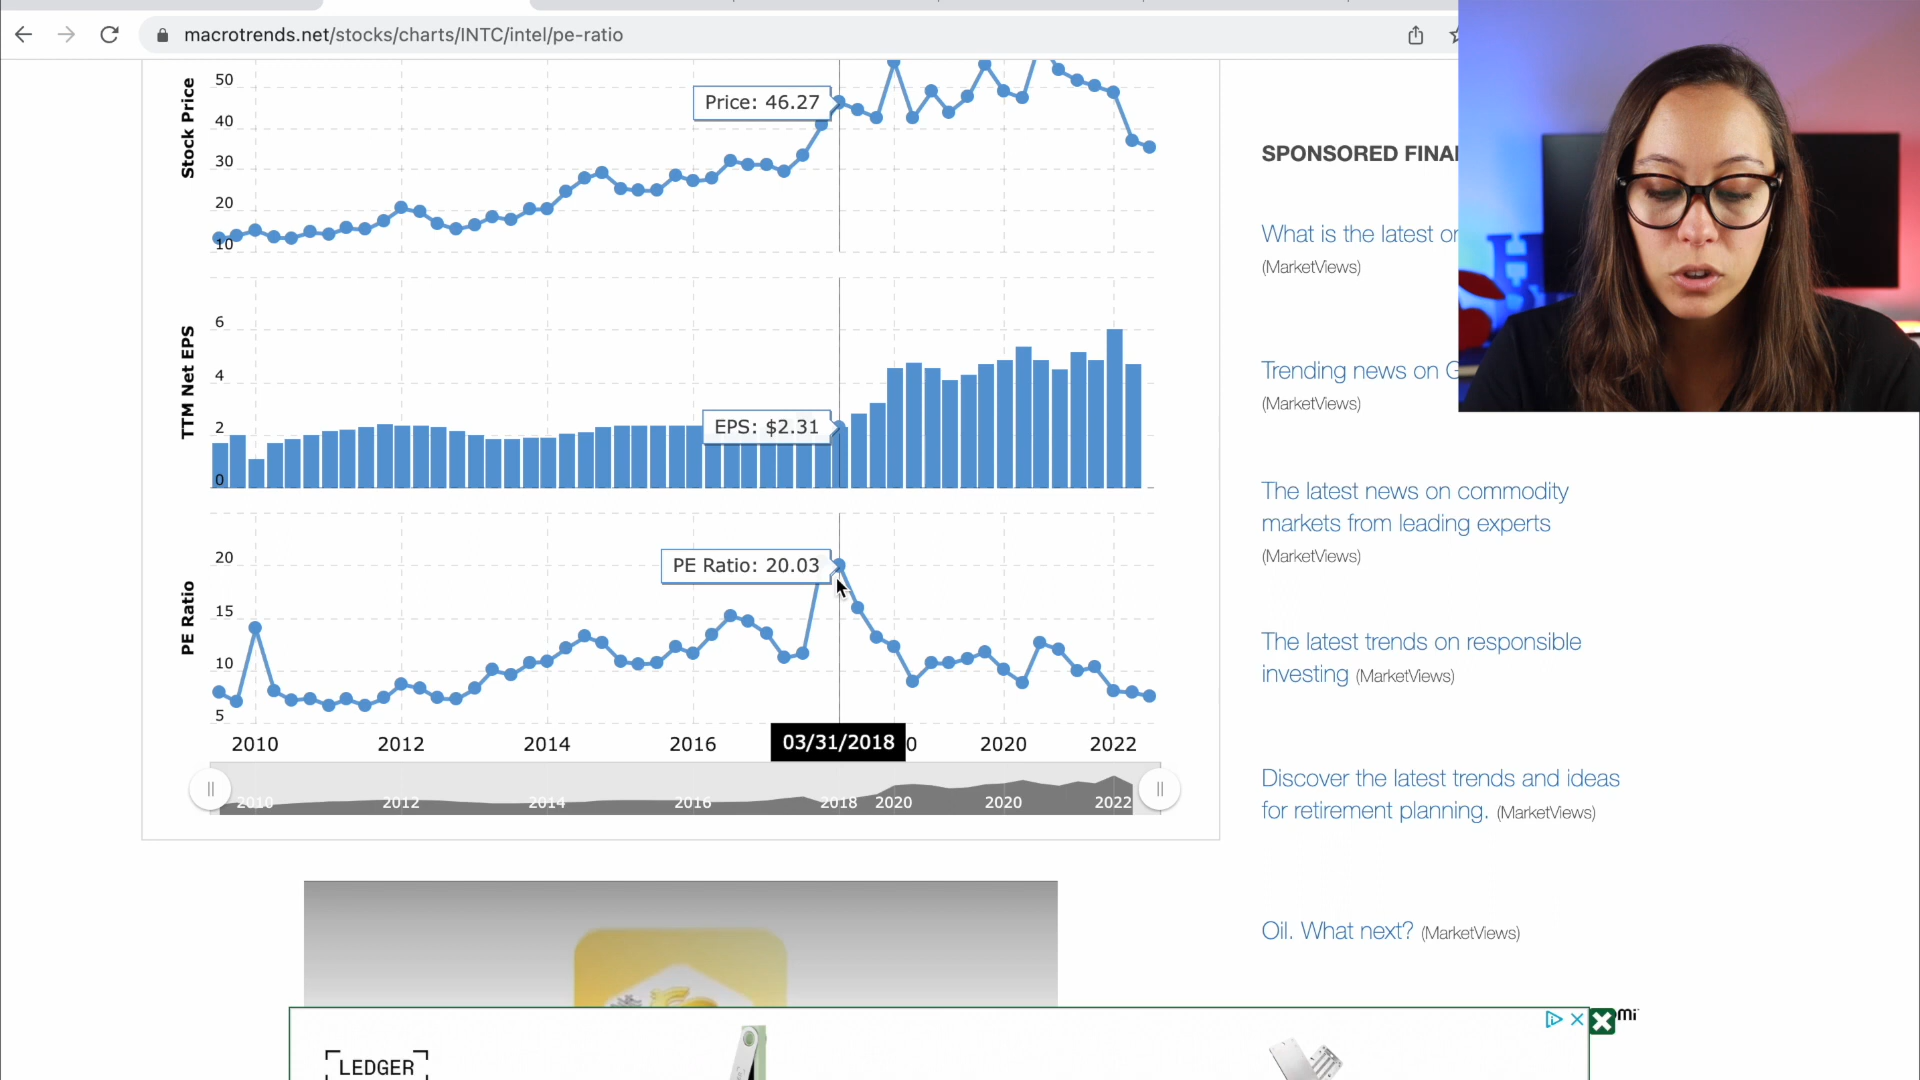 macrotrends.net/stocks/charts/INTC/intel/pe-ratio
Stock Price
50
40
30
20
10
Price: 46.27
TTM Net EPS
6
4
2
0
EPS: $2.31
PE Ratio
20
15
10
5
PE Ratio: 20.03
2010
2012
2014
2016
03/31/2018
0
2020
2022
2010
2012
2014
2016
2018
2020
2020
2022
SPONSORED FINA
What is the latest
(MarketViews)
Trending news on G
(MarketViews)
The latest news on commodity
markets from leading experts
(MarketViews)
The latest trends on responsible
investing (MarketViews)
Discover the latest trends and ideas
for retirement planning. (MarketViews)
Oil. What next? (MarketViews)
LEDGER